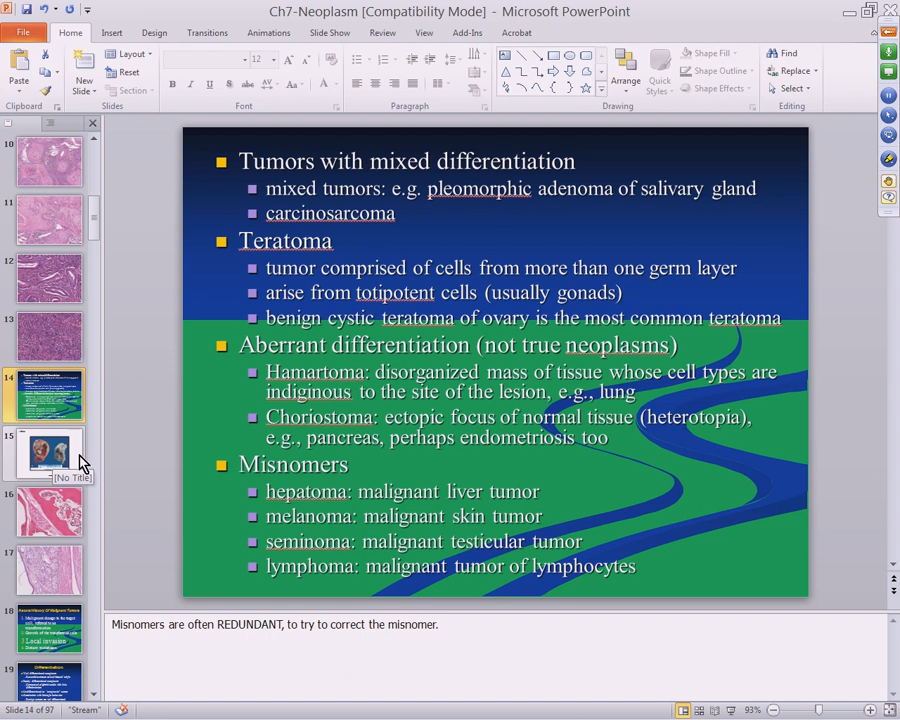 Ch7-Neoplasm [Compatibility Mode] - Microsoft PowerPoint
File Home Insert Design Transitions Animations Slide Show Review View Add-Ins Acrobat
Paste
New
Slide
Layout
Reset
Section
12
B I U S abc AV Aa A
Arrange
Quick
Styles
Shape Fill
Shape Outline
Shape Effects
Find
Replace
Select
Clipboard Slides Font Paragraph Drawing Editing
10
11
12
13
14
15
[No Title]
16
17
18
19
Tumors with mixed differentiation
mixed tumors: e.g. pleomorphic adenoma of salivary gland
carcinosarcoma
Teratoma
tumor comprised of cells from more than one germ layer
arise from totipotent cells (usually gonads)
benign cystic teratoma of ovary is the most common teratoma
Aberrant differentiation (not true neoplasms)
Hamartoma: disorganized mass of tissue whose cell types are
indiginous to the site of the lesion, e.g., lung
Choriostoma: ectopic focus of normal tissue (heterotopia),
e.g., pancreas, perhaps endometriosis too
Misnomers
hepatoma: malignant liver tumor
melanoma: malignant skin tumor
seminoma: malignant testicular tumor
lymphoma: malignant tumor of lymphocytes
Misnomers are often REDUNDANT, to try to correct the misnomer.
Slide 14 of 97 "Stream" 93%